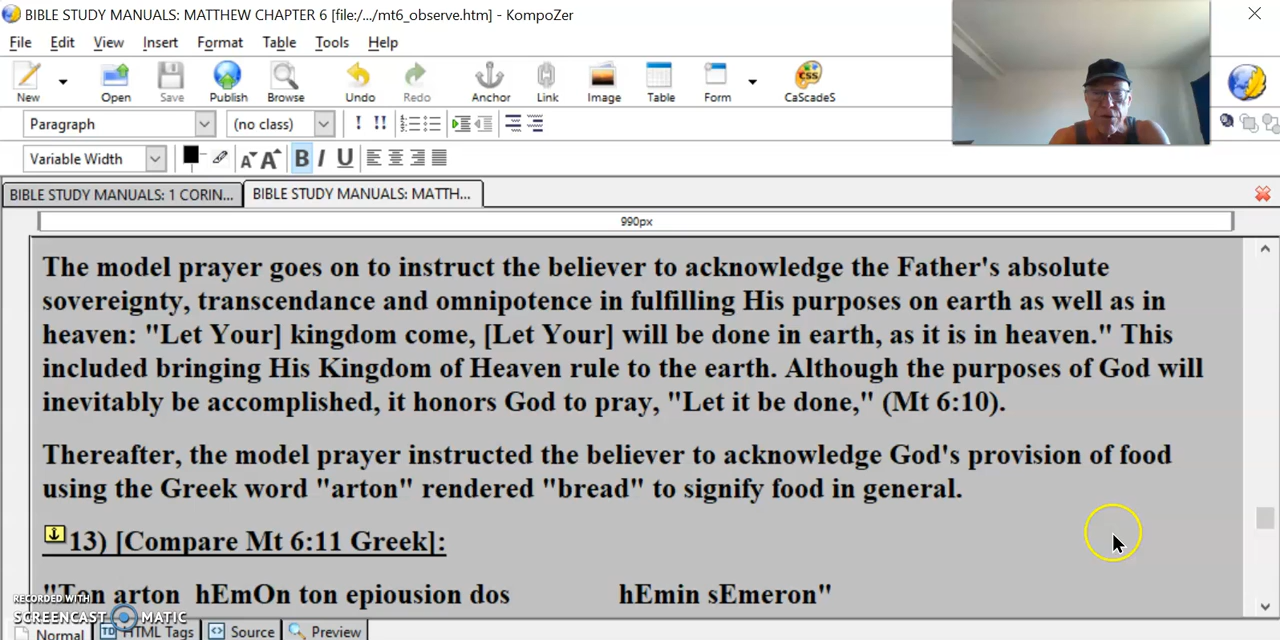 BIBLE STUDY MANUALS: MATTHEW CHAPTER 6 [file:/.../mt6_observe.htm] - KompoZer
File Edit View Insert Format Table Tools Help
New Open Save Publish Browse Undo Redo Anchor Link Image Table Form CaScadeS
Paragraph (no class)
Variable Width B I U
BIBLE STUDY MANUALS: 1 CORIN... BIBLE STUDY MANUALS: MATTH...
990px
The model prayer goes on to instruct the believer to acknowledge the Father's absolute
sovereignty, transcendance and omnipotence in fulfilling His purposes on earth as well as in
heaven: "Let Your] kingdom come, [Let Your] will be done in earth, as it is in heaven." This
included bringing His Kingdom of Heaven rule to the earth. Although the purposes of God will
inevitably be accomplished, it honors God to pray, "Let it be done," (Mt 6:10).
Thereafter, the model prayer instructed the believer to acknowledge God's provision of food
using the Greek word "arton" rendered "bread" to signify food in general.
13) [Compare Mt 6:11 Greek]:
"Ton arton hEmOn ton epiousion dos hEmin sEmeron"
RECORDED WITH
SCREENCAST MATIC
Normal HTML Tags Source Preview